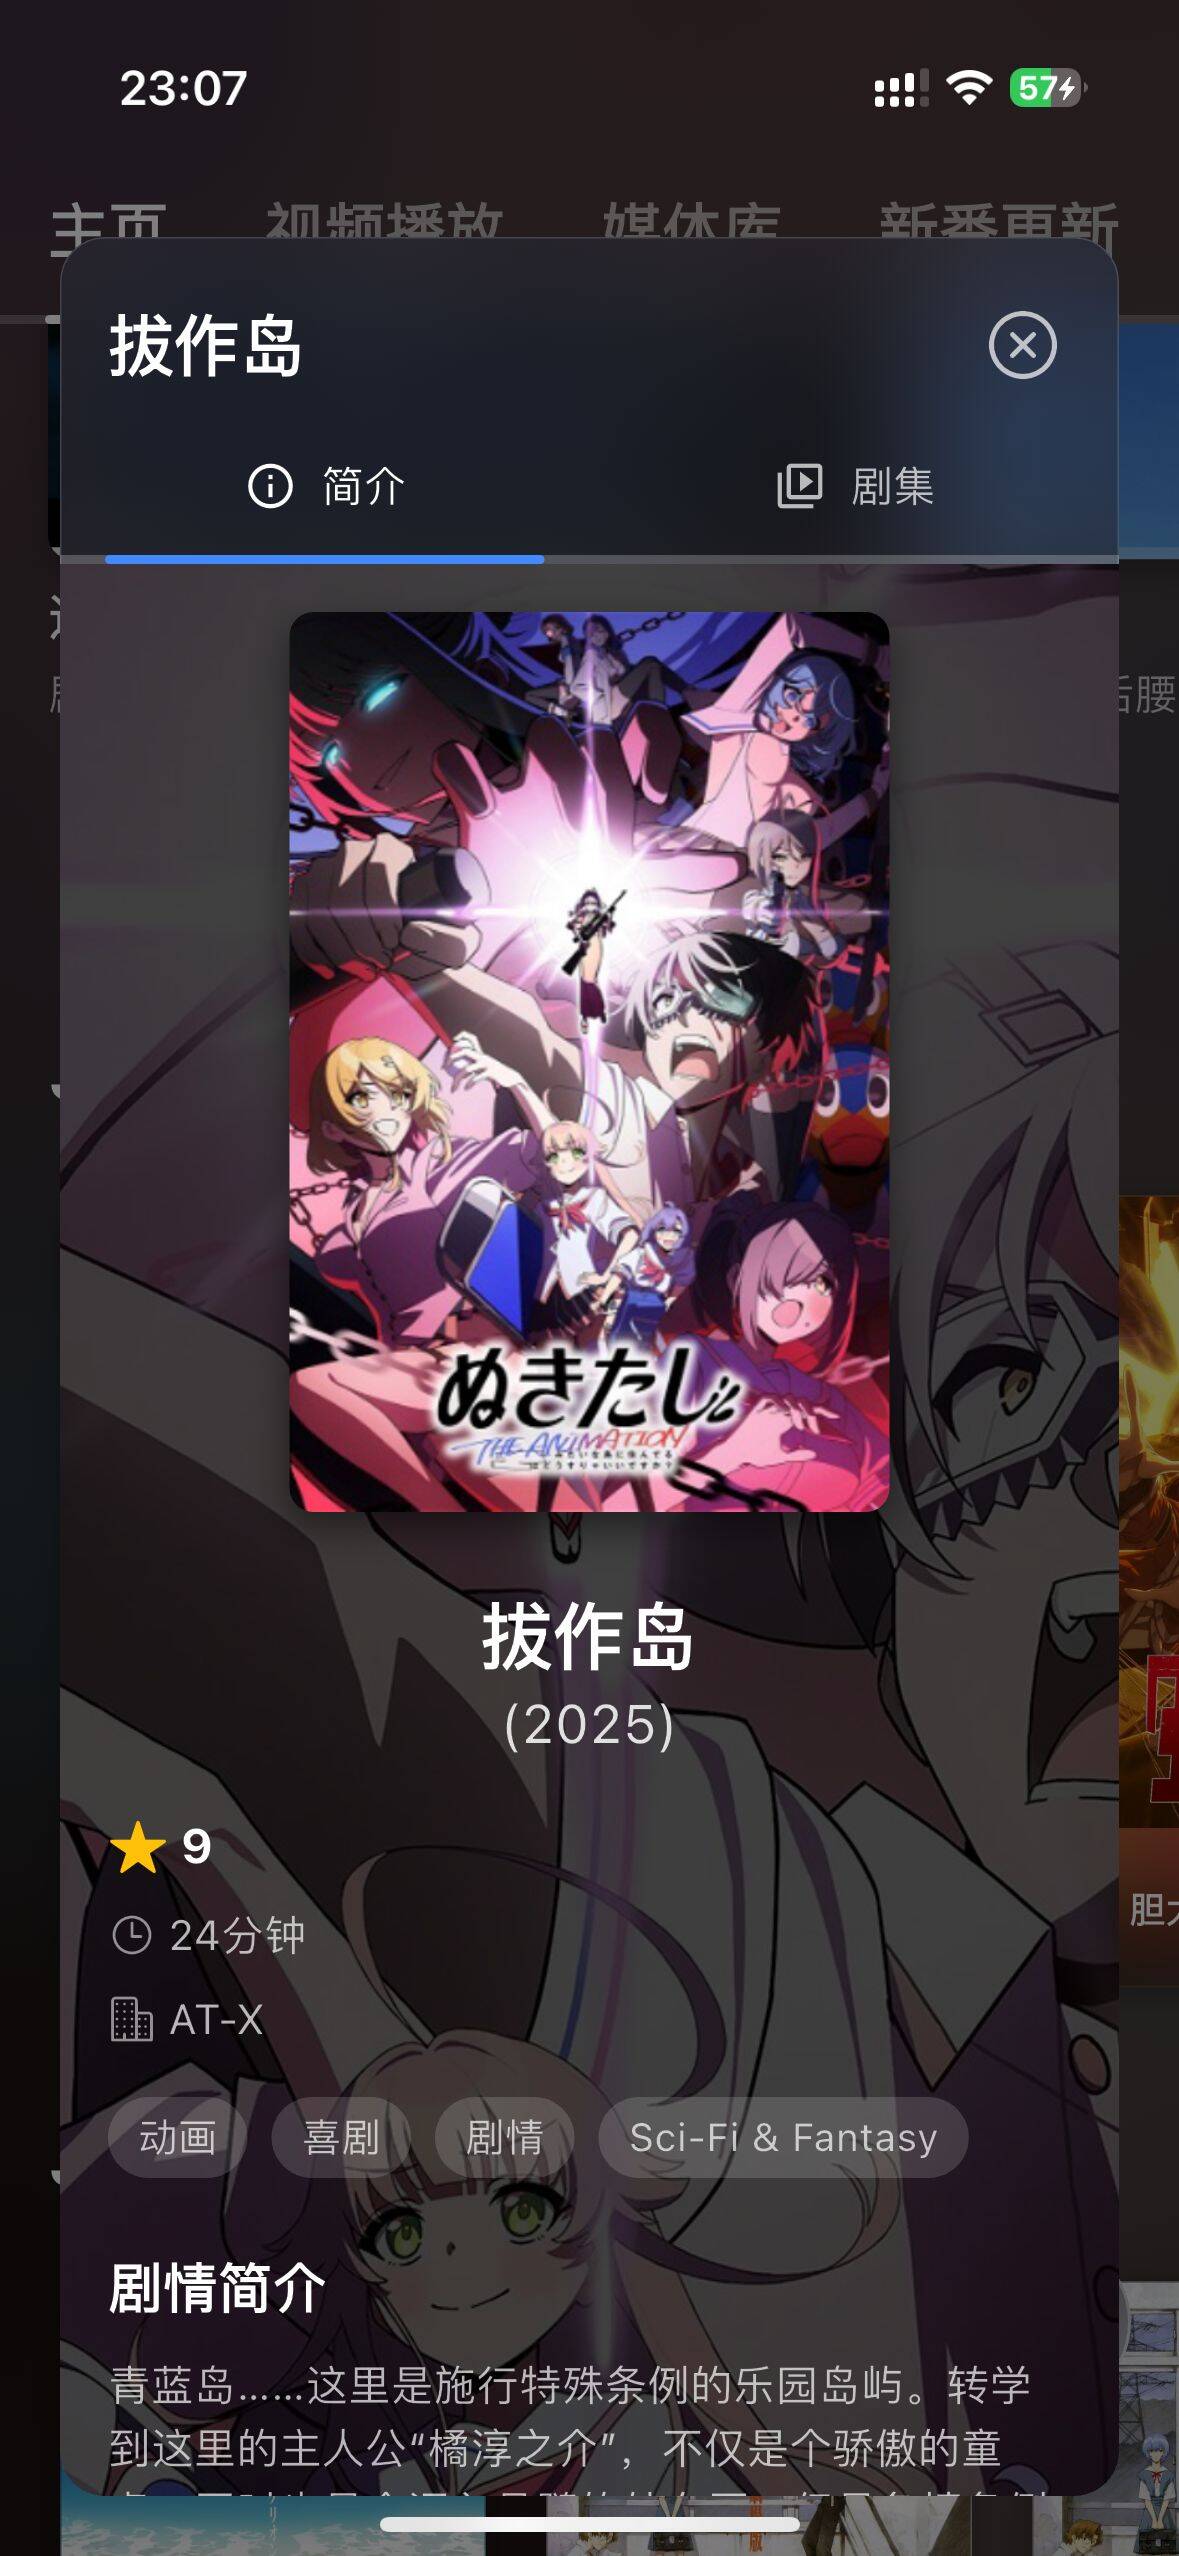 23:07
57
主页 视频播放 媒体库 新番更新
拔作岛
简介 剧集
后腰
ぬきたし
THE ANIMATION
拔作岛
(2025)
9
24分钟
胆大
AT-X
动画 喜剧 剧情 Sci-Fi & Fantasy
剧情简介
青蓝岛……这里是施行特殊条例的乐园岛屿。转学
到这里的主人公“橘淳之介”，不仅是个骄傲的童